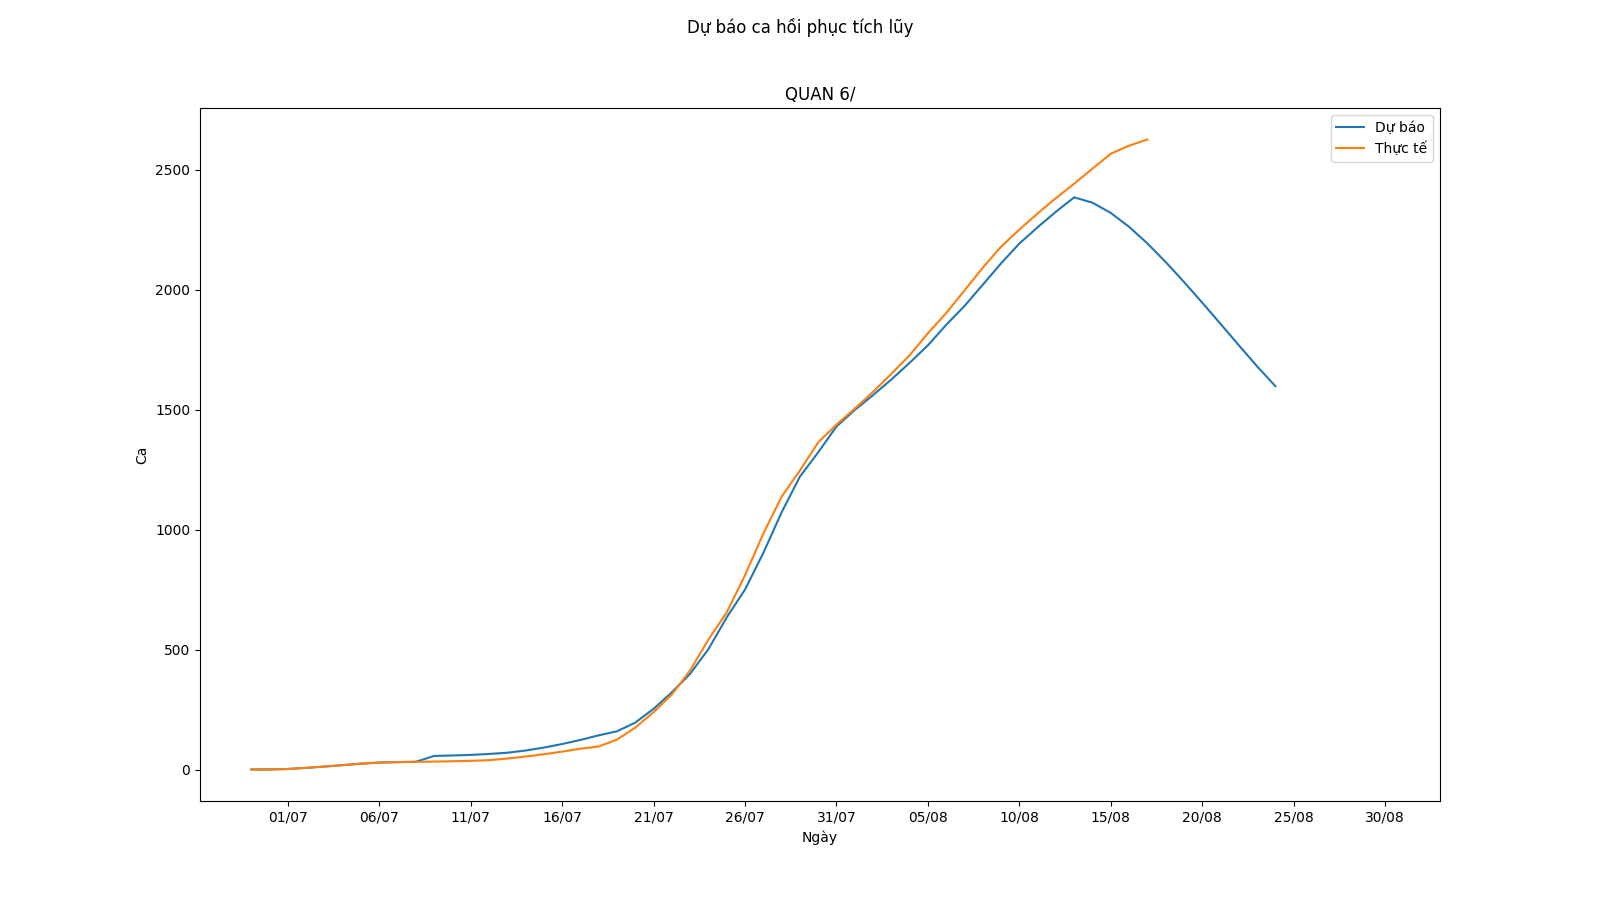 Dự báo ca hồi phục tích lũy
QUAN 6/
Dự báo
Thực tế
2500
2000
1500
1000
500
0
Ca
01/07 06/07 11/07 16/07 21/07 26/07 31/07 05/08 10/08 15/08 20/08 25/08 30/08
Ngày